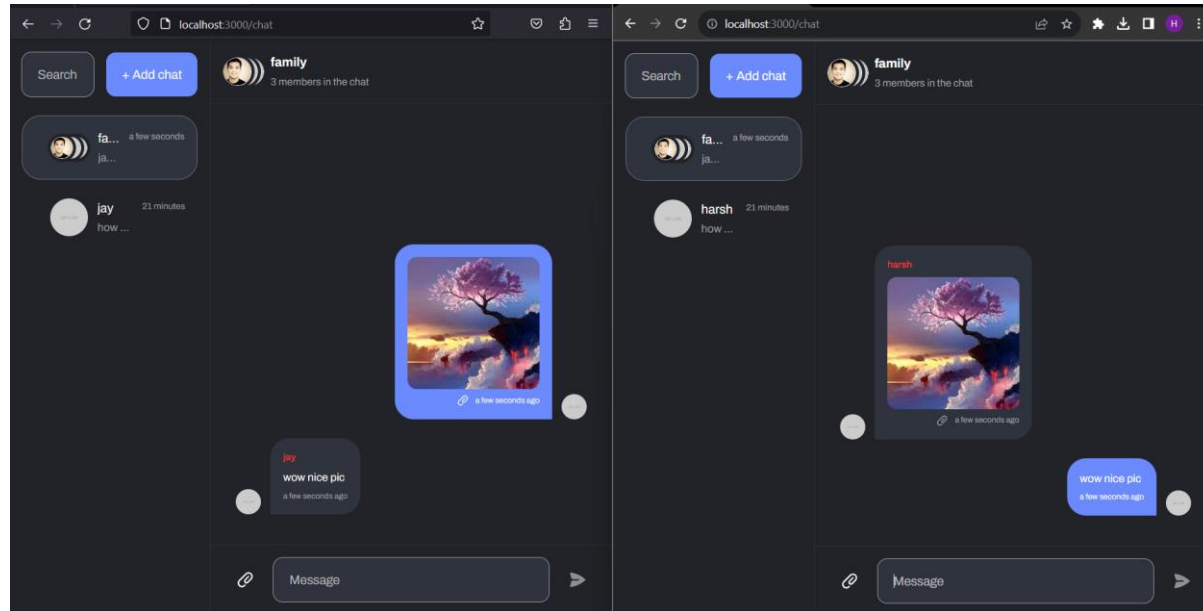 localhost:3000/chat
Search
+ Add chat
family
3 members in the chat
fa... a few seconds
ja...
jay 21 minutes
how ...
a few seconds ago
jay
wow nice pic
a few seconds ago
Message
localhost:3000/chat
H
Search
+ Add chat
family
3 members in the chat
fa... a few seconds
ja...
harsh 21 minutes
how ...
harsh
a few seconds ago
wow nice pic
a few seconds ago
Message